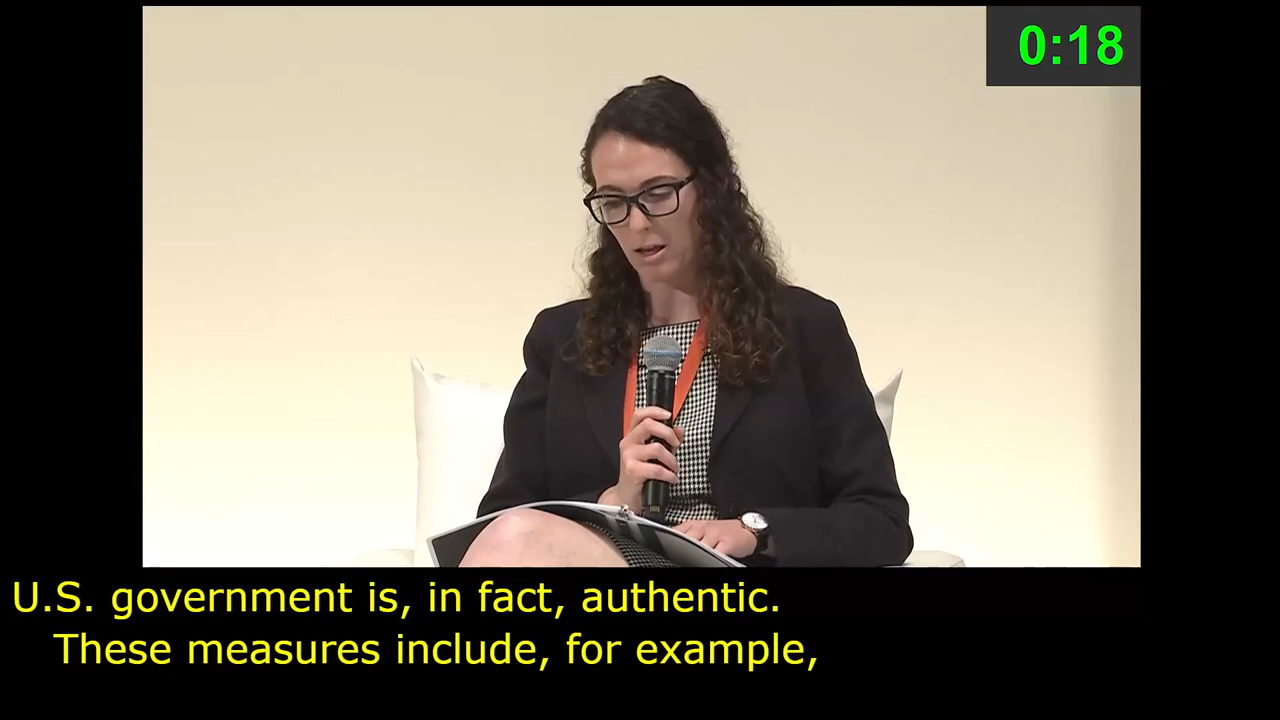 0:18
U.S. government is, in fact, authentic.
These measures include, for example,